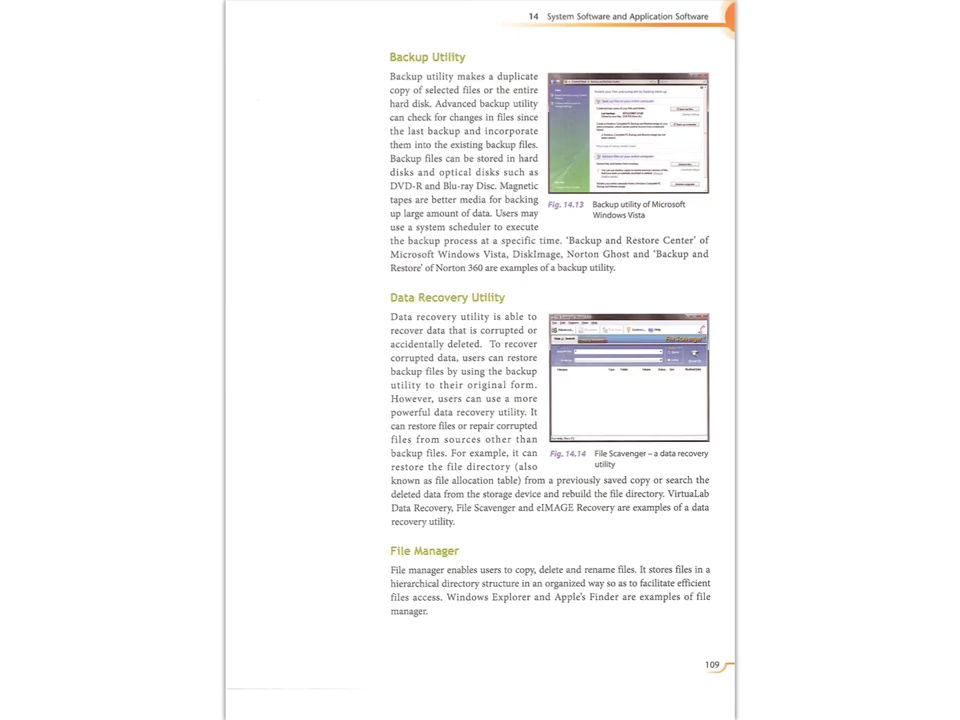 14 System Software and Application Software
Backup Utility
Backup utility makes a duplicate
copy of selected files or the entire
hard disk. Advanced backup utility
can check for changes in files since
the last backup and incorporate
them into the existing backup files.
Backup files can be stored in hard
disks and optical disks such as
DVD-R and Blu-ray Disc. Magnetic
tapes are better media for backing
up large amount of data. Users may
use a system scheduler to execute
the backup process at a specific time. ‘Backup and Restore Center’ of
Microsoft Windows Vista, DiskImage, Norton Ghost and ‘Backup and
Restore’ of Norton 360 are examples of a backup utility.
Fig. 14.13 Backup utility of Microsoft
Windows Vista
Data Recovery Utility
Data recovery utility is able to
recover data that is corrupted or
accidentally deleted. To recover
corrupted data, users can restore
backup files by using the backup
utility to their original form.
However, users can use a more
powerful data recovery utility. It
can restore files or repair corrupted
files from sources other than
backup files. For example, it can
restore the file directory (also
known as file allocation table) from a previously saved copy or search the
deleted data from the storage device and rebuild the file directory. VirtuaLab
Data Recovery, File Scavenger and eIMAGE Recovery are examples of a data
recovery utility.
File Scavenger
Fig. 14.14 File Scavenger – a data recovery
utility
File Manager
File manager enables users to copy, delete and rename files. It stores files in a
hierarchical directory structure in an organized way so as to facilitate efficient
files access. Windows Explorer and Apple’s Finder are examples of file
manager.
109